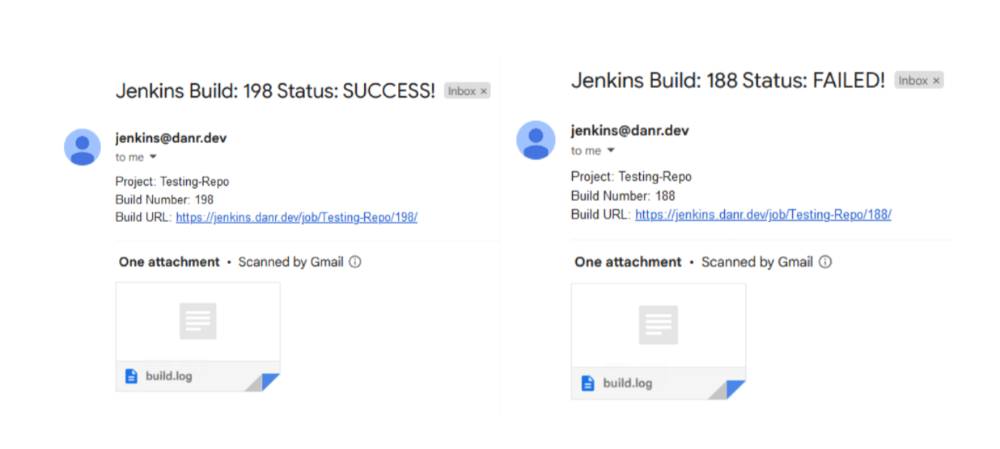 Jenkins Build: 198 Status: SUCCESS! Inbox ×
jenkins@danr.dev
to me
Project: Testing-Repo
Build Number: 198
Build URL: https://jenkins.danr.dev/job/Testing-Repo/198/
One attachment • Scanned by Gmail
build.log
Jenkins Build: 188 Status: FAILED! Inbox ×
jenkins@danr.dev
to me
Project: Testing-Repo
Build Number: 188
Build URL: https://jenkins.danr.dev/job/Testing-Repo/188/
One attachment • Scanned by Gmail
build.log